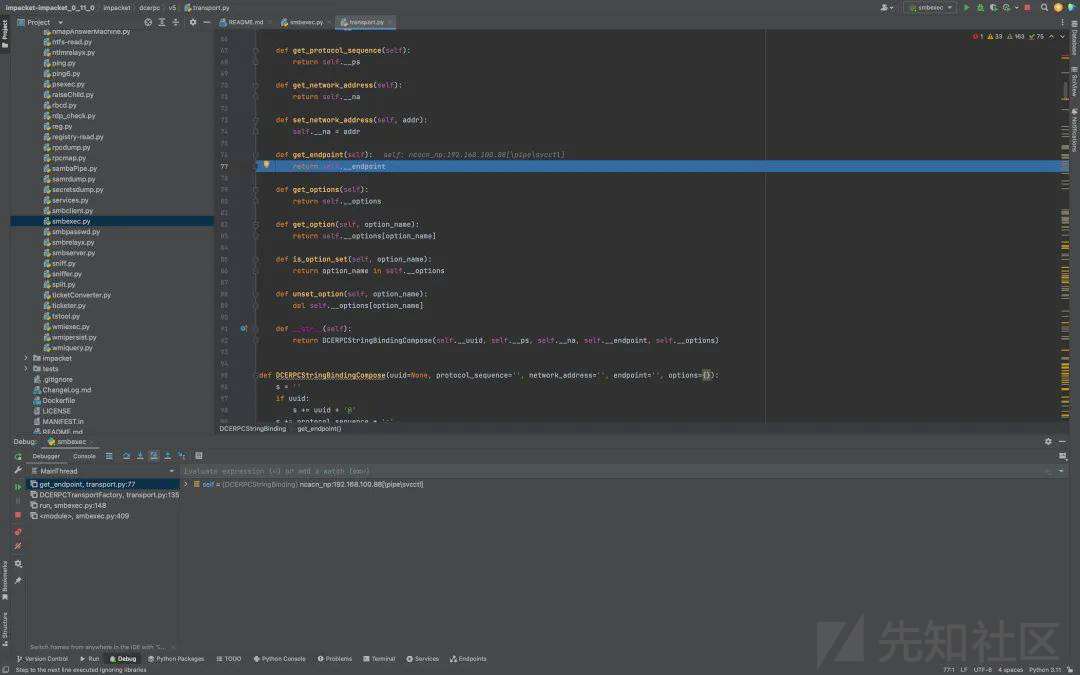 impacket-impacket_0_11_0 impacket dcerpc v5 transport.py
smbexec
Project
README.md smbexec.py transport.py
nmapAnswerMachine.py
ntfs-read.py
ntlmrelayx.py
ping.py
ping6.py
psexec.py
raiseChild.py
rbcd.py
rdp_check.py
reg.py
registry-read.py
rpcdump.py
rpcmap.py
sambaPipe.py
samrdump.py
secretsdump.py
services.py
smbclient.py
smbexec.py
smbpasswd.py
smbrelayx.py
smbserver.py
sniff.py
sniffer.py
split.py
ticketConverter.py
ticketer.py
tstool.py
wmiexec.py
wmipersist.py
wmiquery.py
impacket
tests
.gitignore
ChangeLog.md
Dockerfile
LICENSE
MANIFEST.in
README.md
1 33 163 75
def get_protocol_sequence(self):
return self.__ps
def get_network_address(self):
return self.__na
def set_network_address(self, addr):
self.__na = addr
def get_endpoint(self): self: ncacn_np:192.168.100.88[\pipe\svcctl]
77 return self.__endpoint
def get_options(self):
return self.__options
def get_option(self, option_name):
return self.__options[option_name]
def is_option_set(self, option_name):
return option_name in self.__options
def unset_option(self, option_name):
del self.__options[option_name]
def __str__(self):
return DCERPCStringBindingCompose(self.__uuid, self.__ps, self.__na, self.__endpoint, self.__options)
def DCERPCStringBindingCompose(uuid=None, protocol_sequence='', network_address='', endpoint='', options={}):
s = ''
if uuid:
s += uuid + '@'
DCERPCStringBinding get_endpoint()
Project
Database
SciView
Notifications
Debug: smbexec
Debugger Console
MainThread
Evaluate expression (⏎) or add a watch (⌘⏎)
get_endpoint, transport.py:77
DCERPCTransportFactory, transport.py:135
run, smbexec.py:148
<module>, smbexec.py:409
self = {DCERPCStringBinding} ncacn_np:192.168.100.88[\pipe\svcctl]
Bookmarks
Structure
Switch frames from anywhere in the IDE with
Version Control Run Debug Python Packages TODO Python Console Problems Terminal Services Endpoints
Step to the next line executed ignoring libraries
77:1 LF UTF-8 4 spaces Python 3.11
先知社区